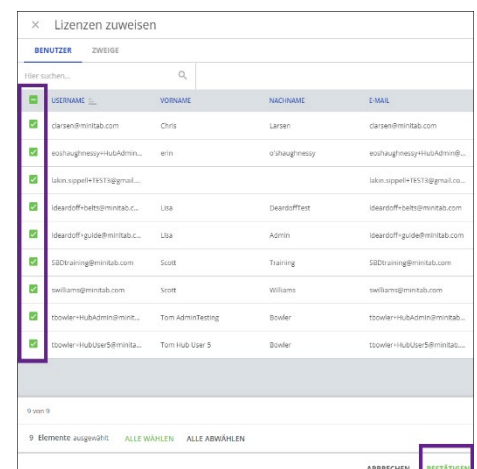 × Lizenzen zuweisen
BENUTZER ZWEIGE
Hier suchen...
USERNAME VORNAME NACHNAME E-MAIL
clarsen@minitab.com Chris Larsen clarsen@minitab.com
eoshaughnessy+HubAdmin... erin o'shaughnessy eoshaughnessy+HubAdmin@...
lakin.sippell+TEST3@gmail.... lakin.sippell+TEST3@gmail.co...
ldeardoff+belts@minitab.c... Lisa DeardoffTest ldeardoff+belts@minitab.com
ldeardoff+guide@minitab.c... Lisa Admin ldeardoff+guide@minitab.com
SBDtraining@minitab.com Scott Training SBDtraining@minitab.com
swilliams@minitab.com Scott Williams swilliams@minitab.com
tbowler+HubAdmin@minit... Tom AdminTesting Bowler tbowler+HubAdmin@minitab...
tbowler+HubUser5@minita... Tom Hub User 5 Bowler tbowler+HubUser5@minitab....
9 von 9
9 Elemente ausgewählt ALLE WÄHLEN ALLE ABWÄHLEN
ABBRECHEN BESTÄTIGEN